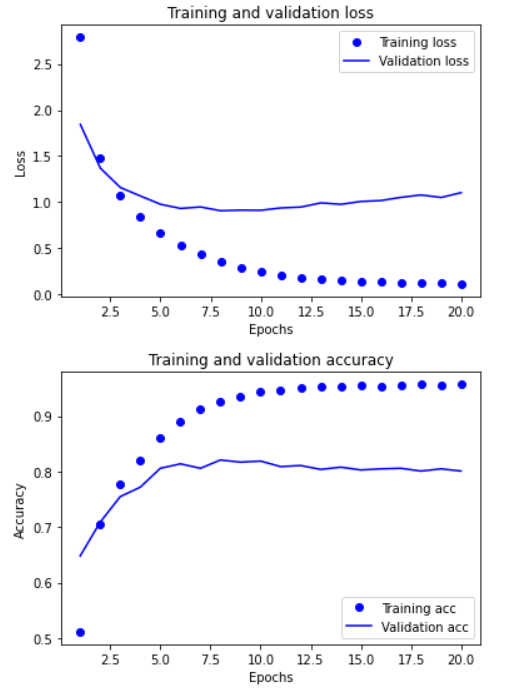 Training and validation loss
Training loss
Validation loss
2.5
2.0
1.5
1.0
0.5
0.0
Loss
2.5 5.0 7.5 10.0 12.5 15.0 17.5 20.0
Epochs
Training and validation accuracy
0.9
0.8
0.7
0.6
0.5
Accuracy
Training acc
Validation acc
2.5 5.0 7.5 10.0 12.5 15.0 17.5 20.0
Epochs